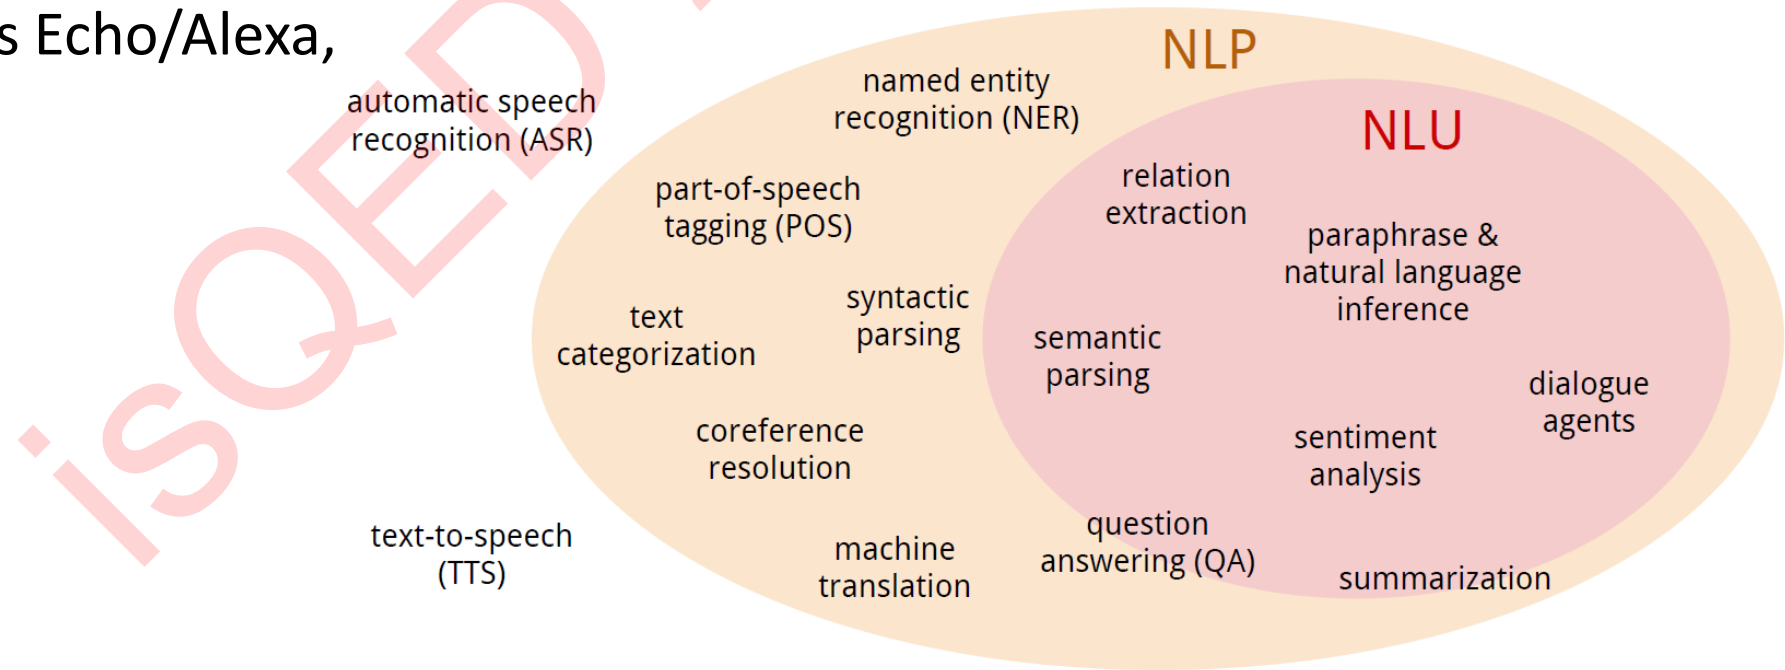 s Echo/Alexa,
NLP
NLU
automatic speech
recognition (ASR)
named entity
recognition (NER)
part-of-speech
tagging (POS)
relation
extraction
paraphrase &
natural language
inference
text
categorization
syntactic
parsing
semantic
parsing
dialogue
agents
coreference
resolution
sentiment
analysis
text-to-speech
(TTS)
machine
translation
question
answering (QA)
summarization
isQED